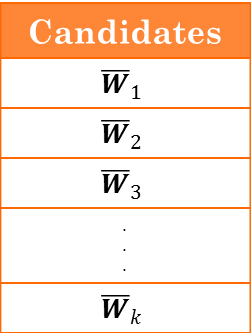 Candidates
W̅₁
W̅₂
W̅₃
.
.
.
W̅ₖ